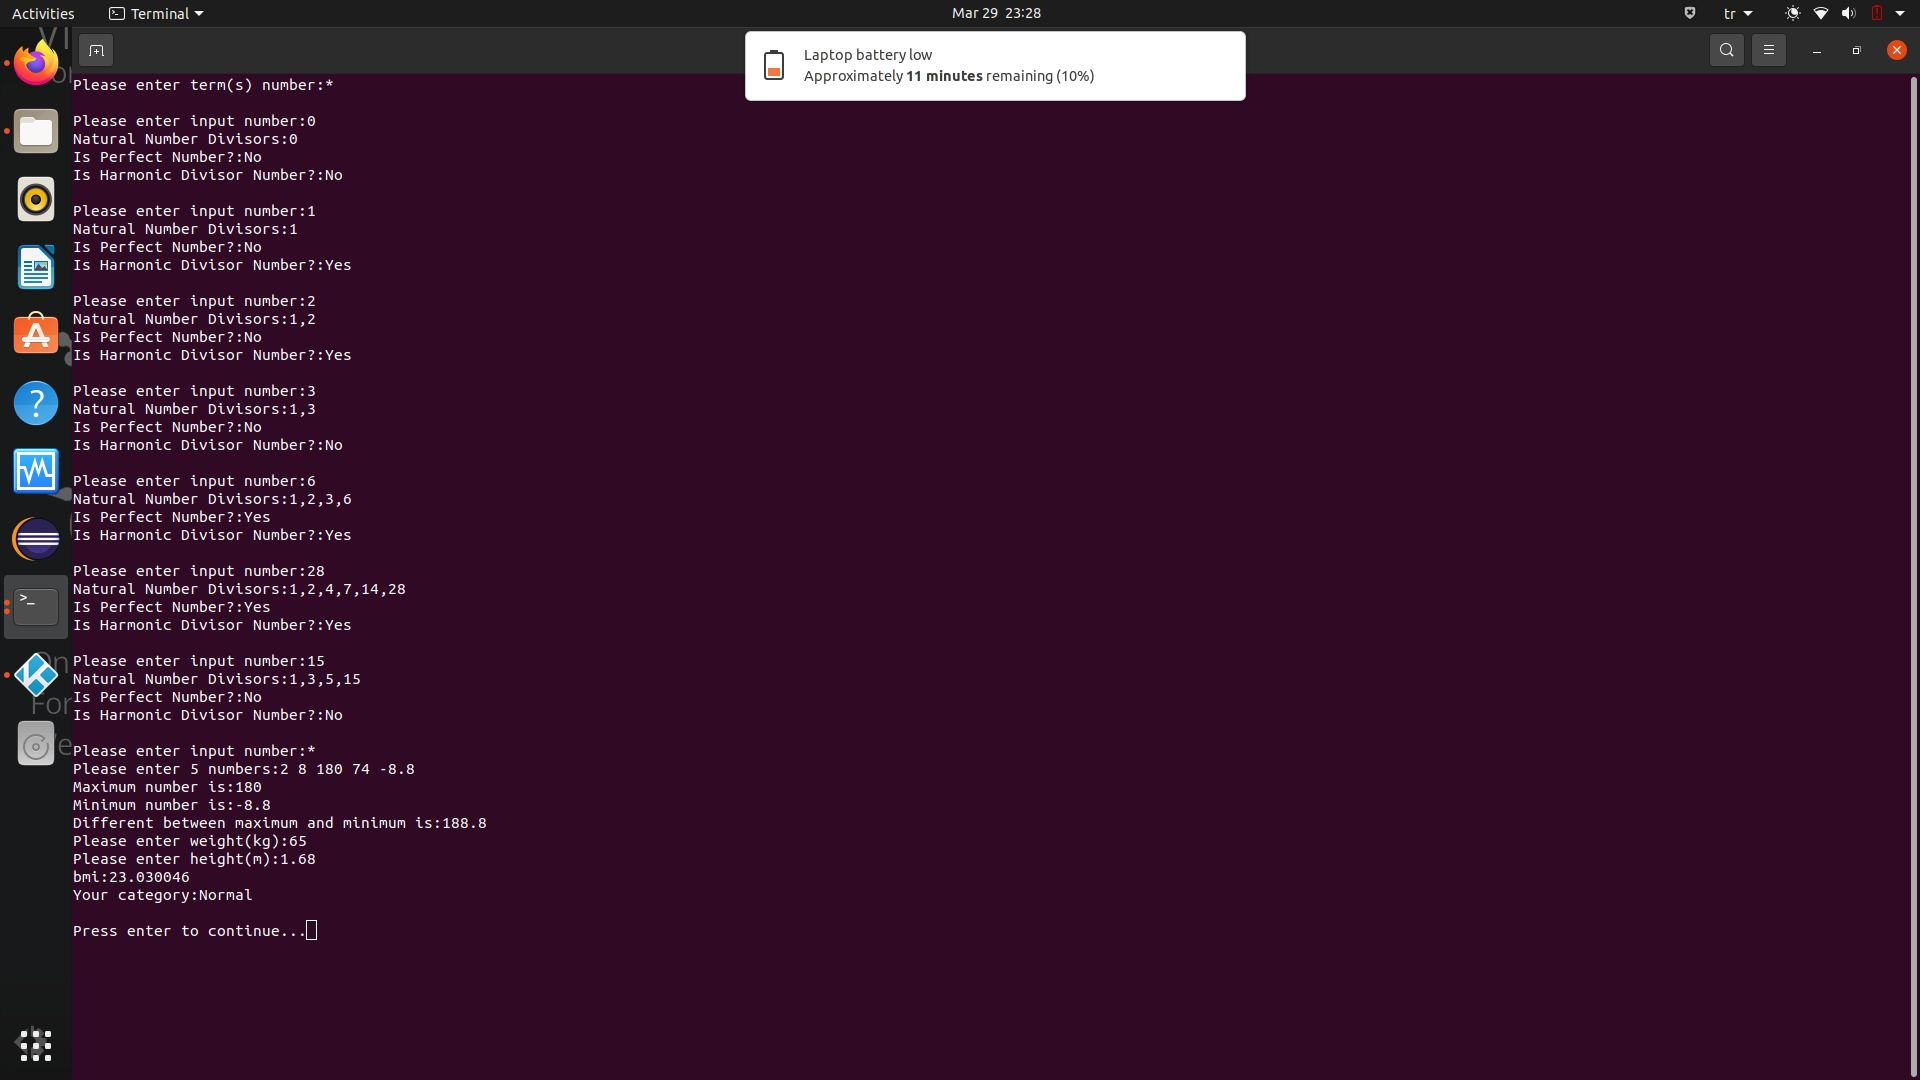 Activities
Terminal
Mar 29 23:28
tr
Laptop battery low
Approximately 11 minutes remaining (10%)
Please enter term(s) number:*
Please enter input number:0
Natural Number Divisors:0
Is Perfect Number?:No
Is Harmonic Divisor Number?:No
Please enter input number:1
Natural Number Divisors:1
Is Perfect Number?:No
Is Harmonic Divisor Number?:Yes
Please enter input number:2
Natural Number Divisors:1,2
Is Perfect Number?:No
Is Harmonic Divisor Number?:Yes
Please enter input number:3
Natural Number Divisors:1,3
Is Perfect Number?:No
Is Harmonic Divisor Number?:No
Please enter input number:6
Natural Number Divisors:1,2,3,6
Is Perfect Number?:Yes
Is Harmonic Divisor Number?:Yes
Please enter input number:28
Natural Number Divisors:1,2,4,7,14,28
Is Perfect Number?:Yes
Is Harmonic Divisor Number?:Yes
Please enter input number:15
Natural Number Divisors:1,3,5,15
Is Perfect Number?:No
Is Harmonic Divisor Number?:No
Please enter input number:*
Please enter 5 numbers:2 8 180 74 -8.8
Maximum number is:180
Minimum number is:-8.8
Different between maximum and minimum is:188.8
Please enter weight(kg):65
Please enter height(m):1.68
bmi:23.030046
Your category:Normal
Press enter to continue...